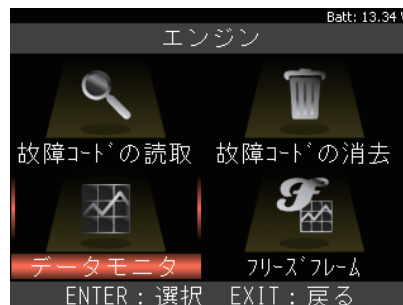 Batt: 13.34 V
エンジン
故障ｺｰﾄﾞの読取 故障ｺｰﾄﾞの消去
データモニタ ﾌﾘｰｽﾞﾌﾚｰﾑ
ENTER：選択 EXIT：戻る